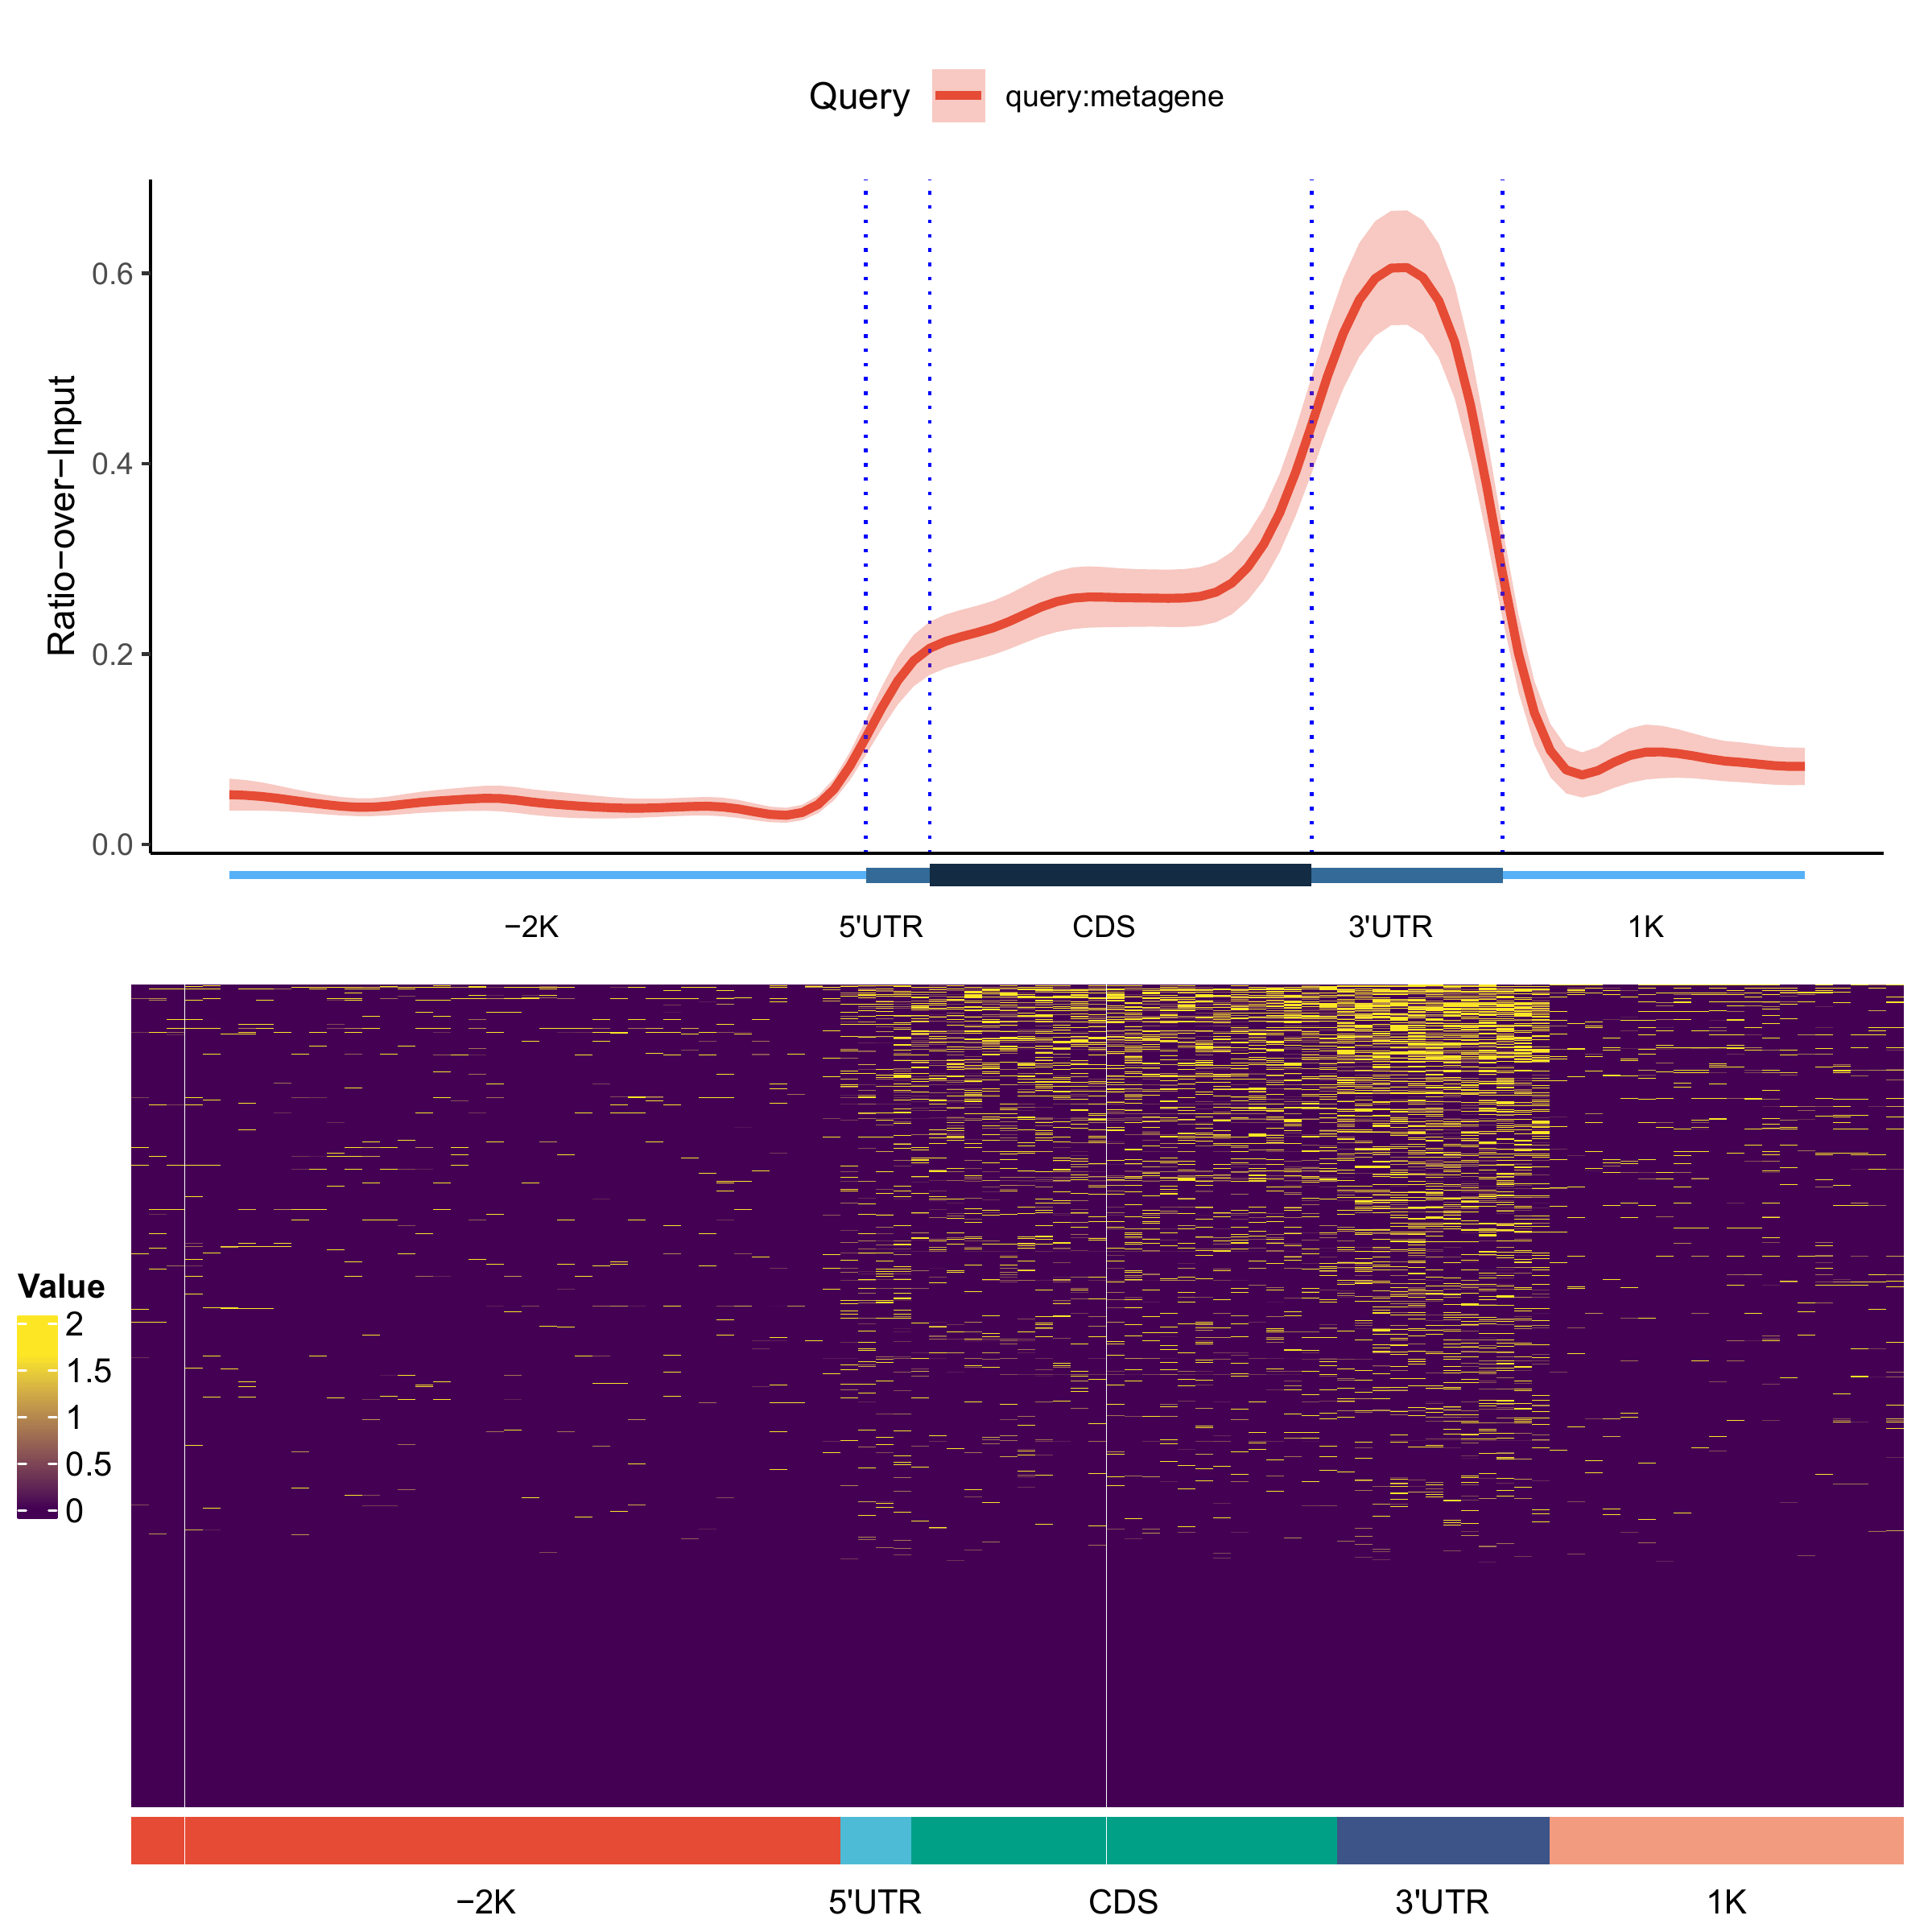 Query query:metagene
Ratio−over−Input
0.6
0.4
0.2
0.0
−2K 5'UTR CDS 3'UTR 1K
Value
2
1.5
1
0.5
0
−2K 5'UTR CDS 3'UTR 1K